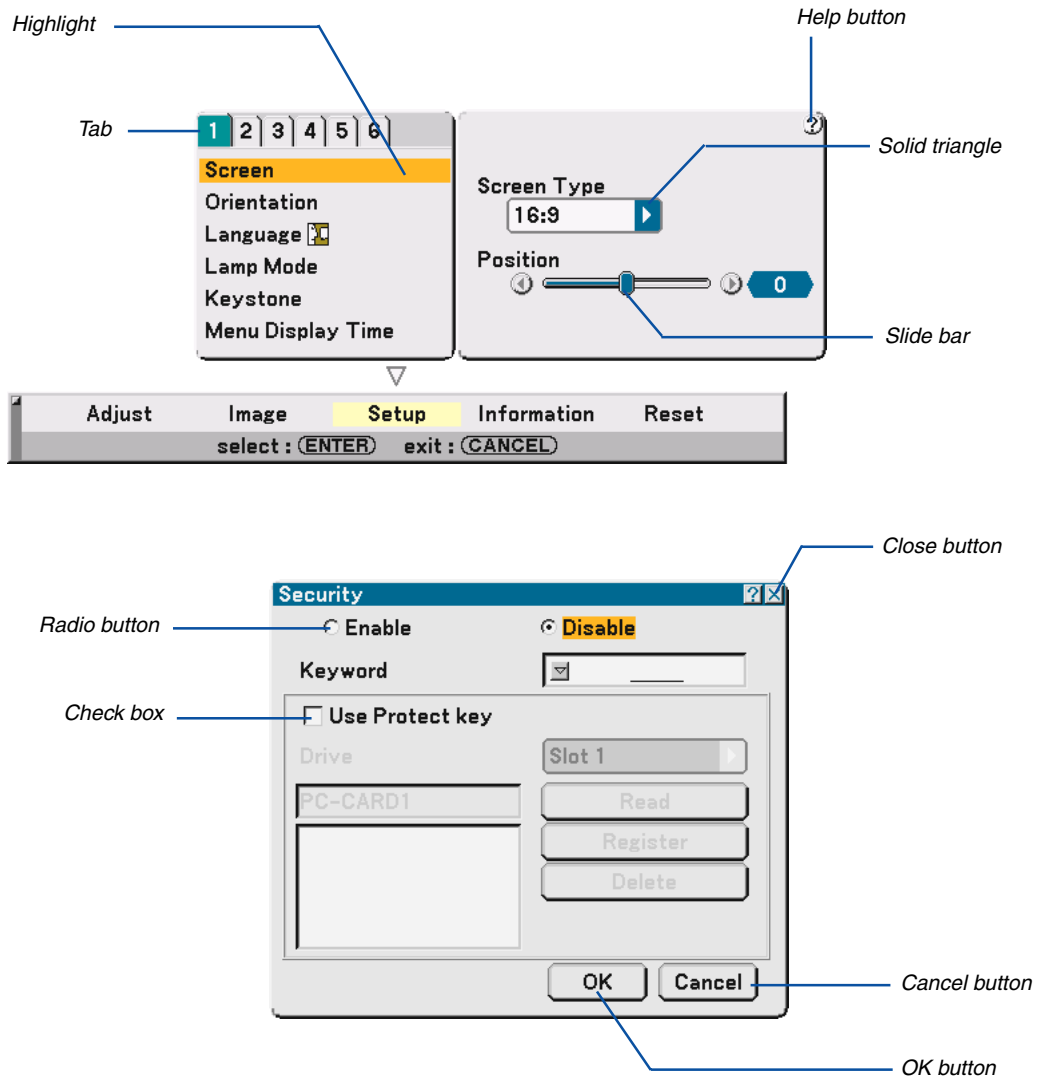 Highlight
Help button
Tab
1 2 3 4 5 6
?
Solid triangle
Screen
Orientation
Language
Lamp Mode
Keystone
Menu Display Time
Screen Type
16:9
Position
0
Slide bar
Adjust Image Setup Information Reset
select : ENTER exit : CANCEL
Close button
Security ? X
Radio button
Enable Disable
Keyword
Check box
Use Protect key
Drive Slot 1
PC-CARD1 Read
Register
Delete
OK Cancel
Cancel button
OK button